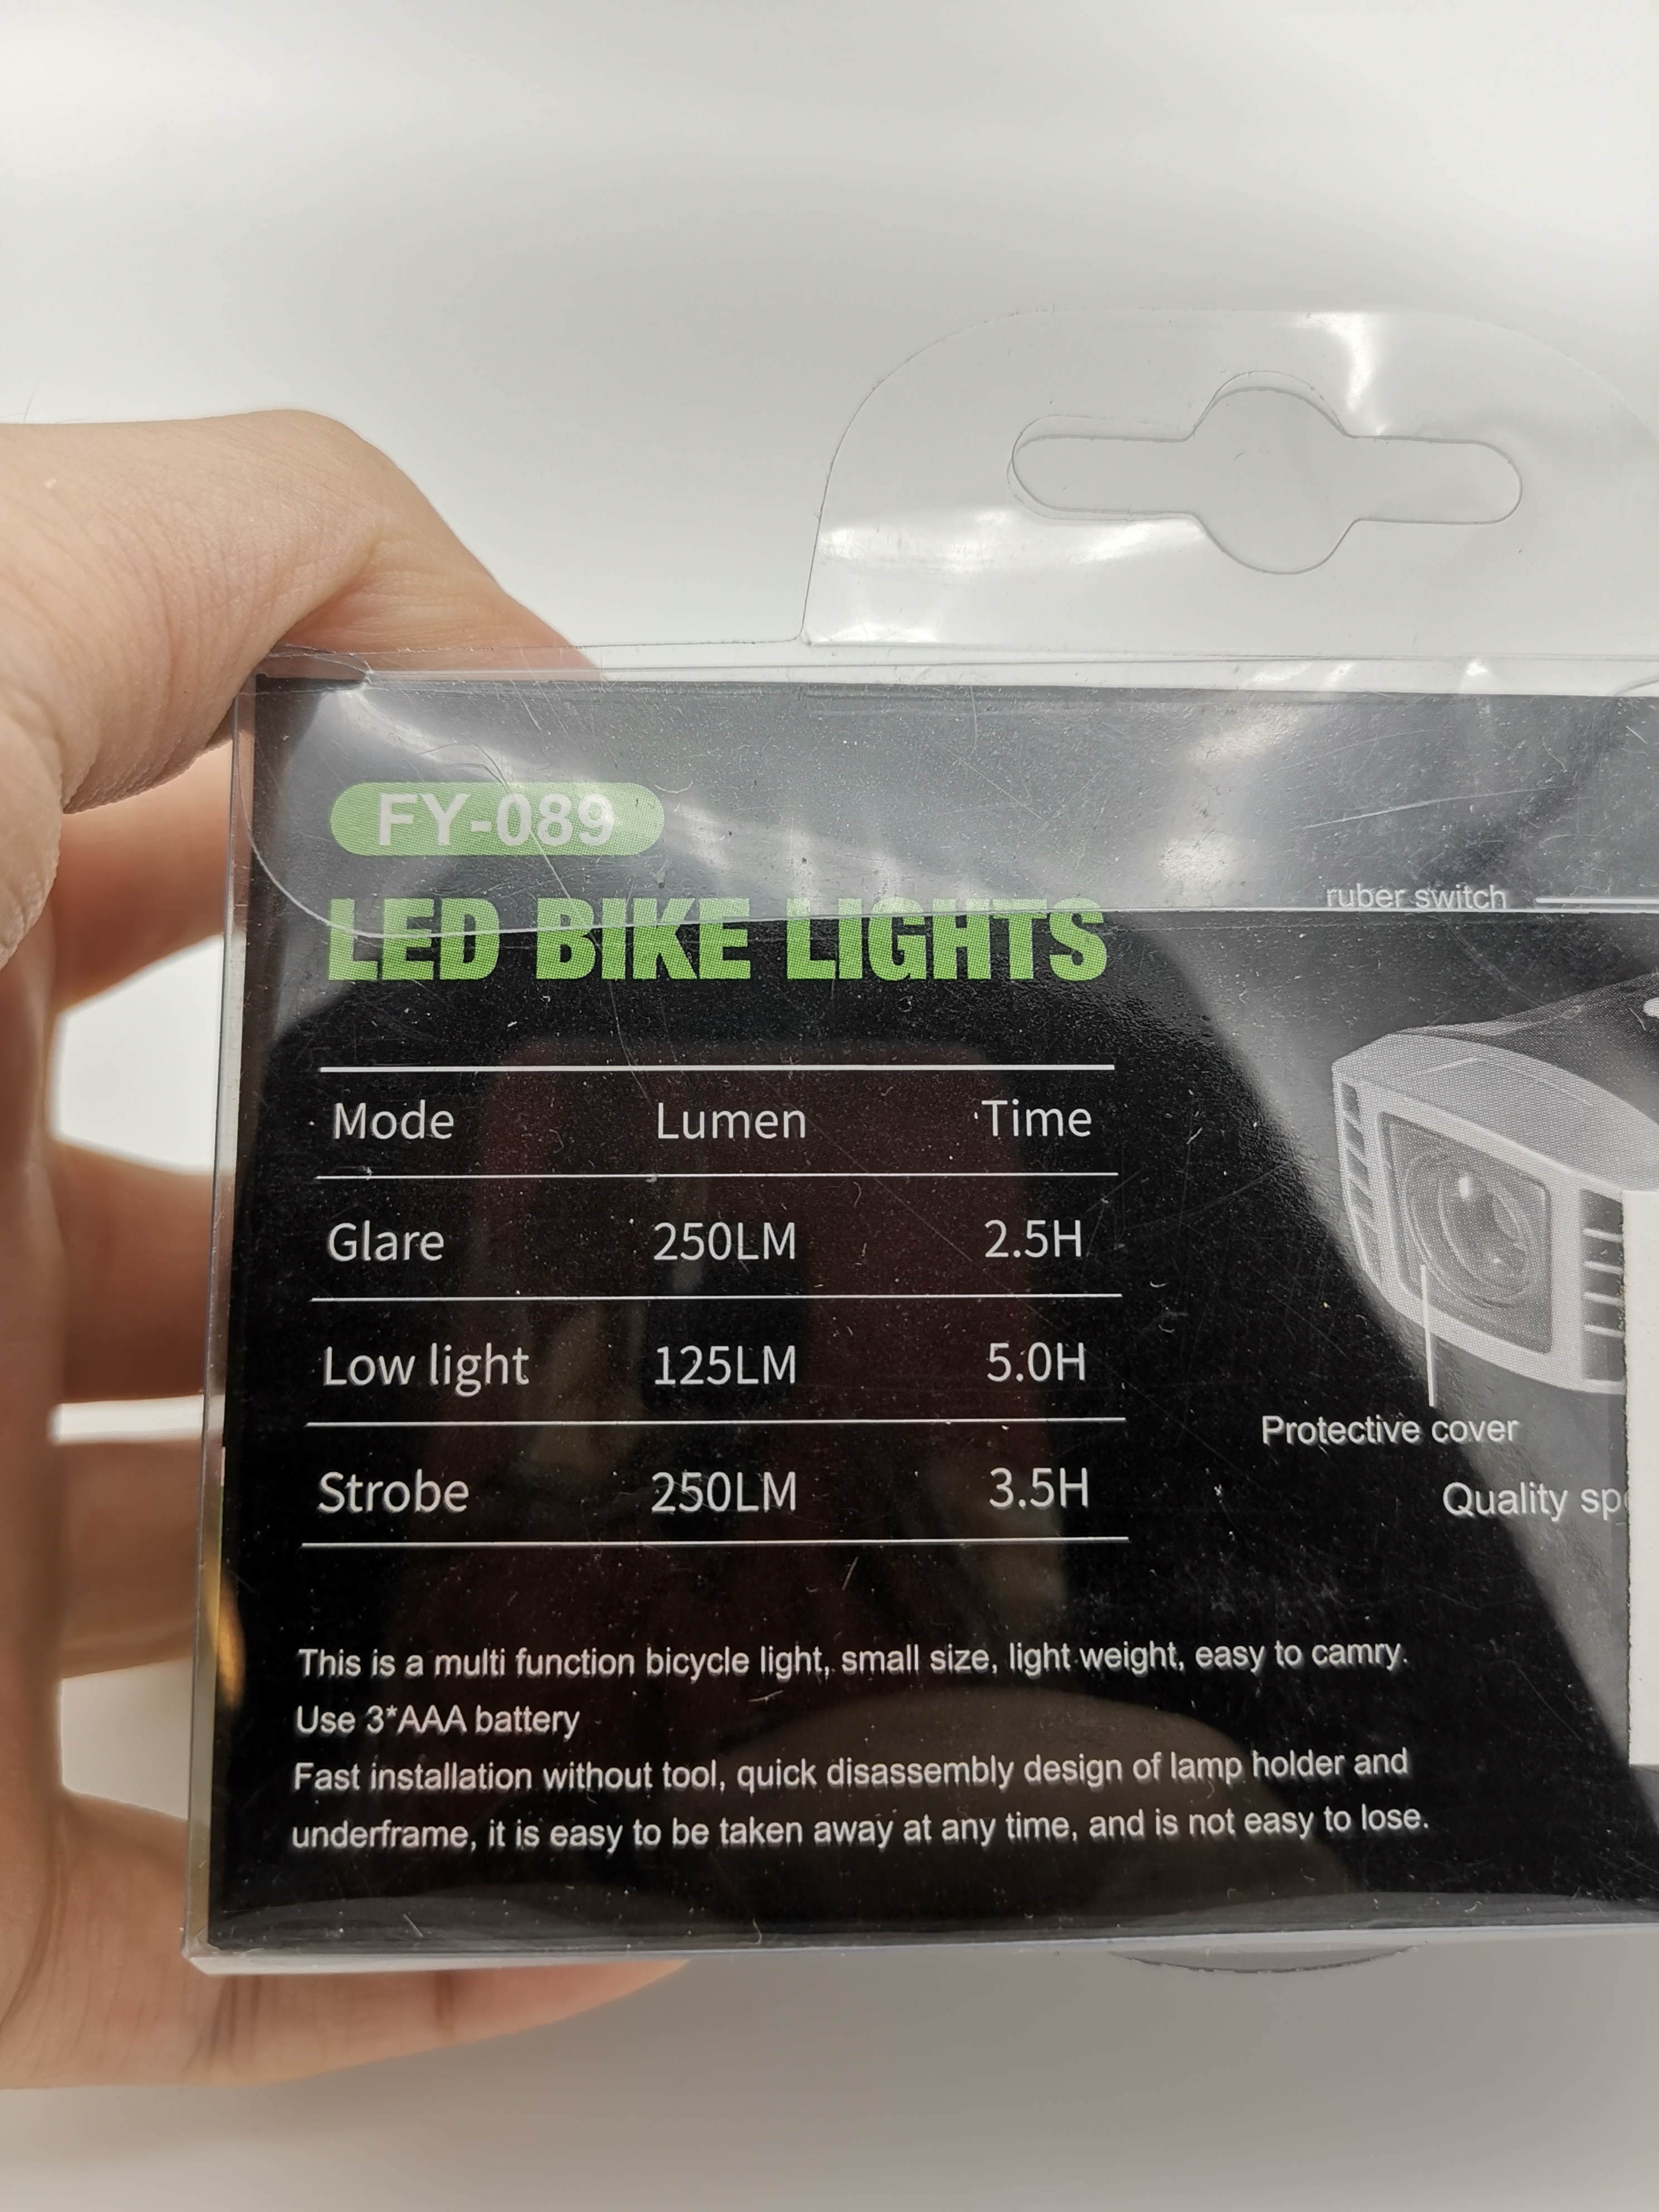 FY-089
LED BIKE LIGHTS
ruber switch
Mode Lumen Time
Glare 250LM 2.5H
Low light 125LM 5.0H
Strobe 250LM 3.5H
Protective cover
Quality
This is a multi function bicycle light, small size, light weight, easy to camry.
Use 3*AAA battery
Fast installation without tool, quick disassembly design of lamp holder and
underframe, it is easy to be taken away at any time, and is not easy to lose.